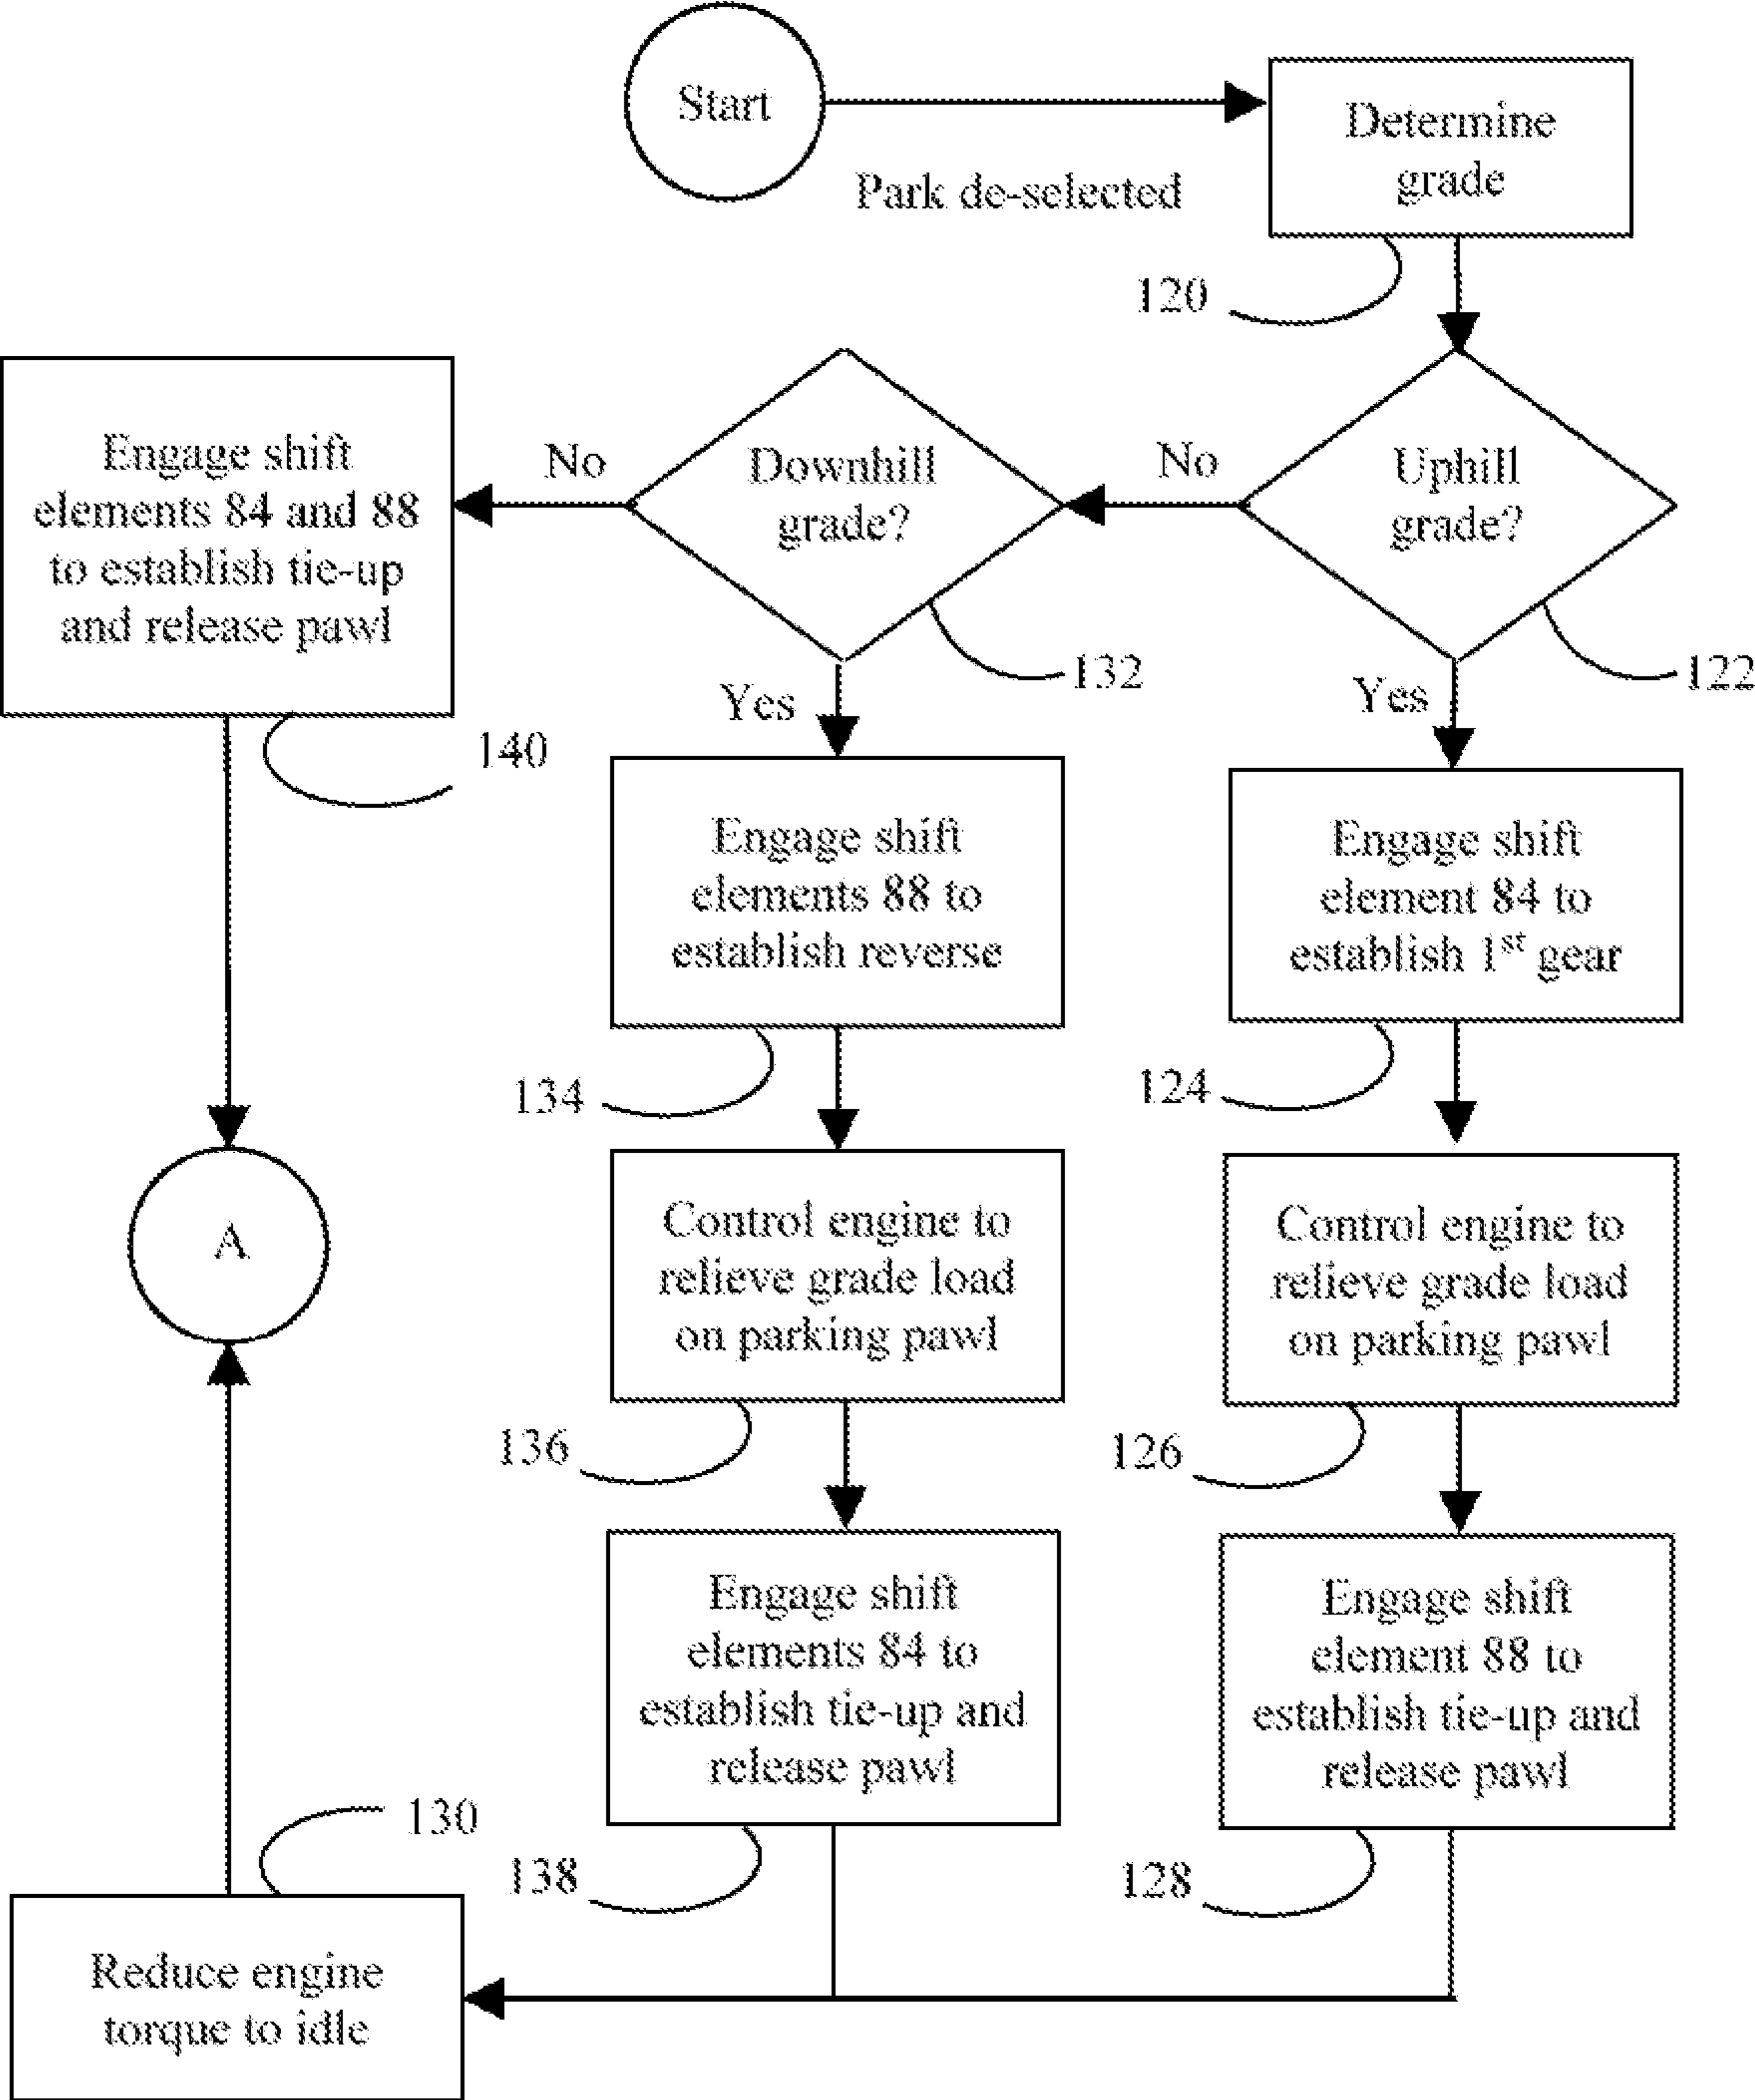 Start
Park de-selected
Determine
grade
120
Uphill
grade?
No
Yes
122
Downhill
grade?
No
Yes
132
Engage shift
elements 84 and 88
to establish tie-up
and release pawl
140
Engage shift
elements 88 to
establish reverse
134
Engage shift
element 84 to
establish 1st gear
124
A
Control engine to
relieve grade load
on parking pawl
136
Control engine to
relieve grade load
on parking pawl
126
Engage shift
elements 84 to
establish tie-up and
release pawl
138
Engage shift
element 88 to
establish tie-up and
release pawl
128
130
Reduce engine
torque to idle